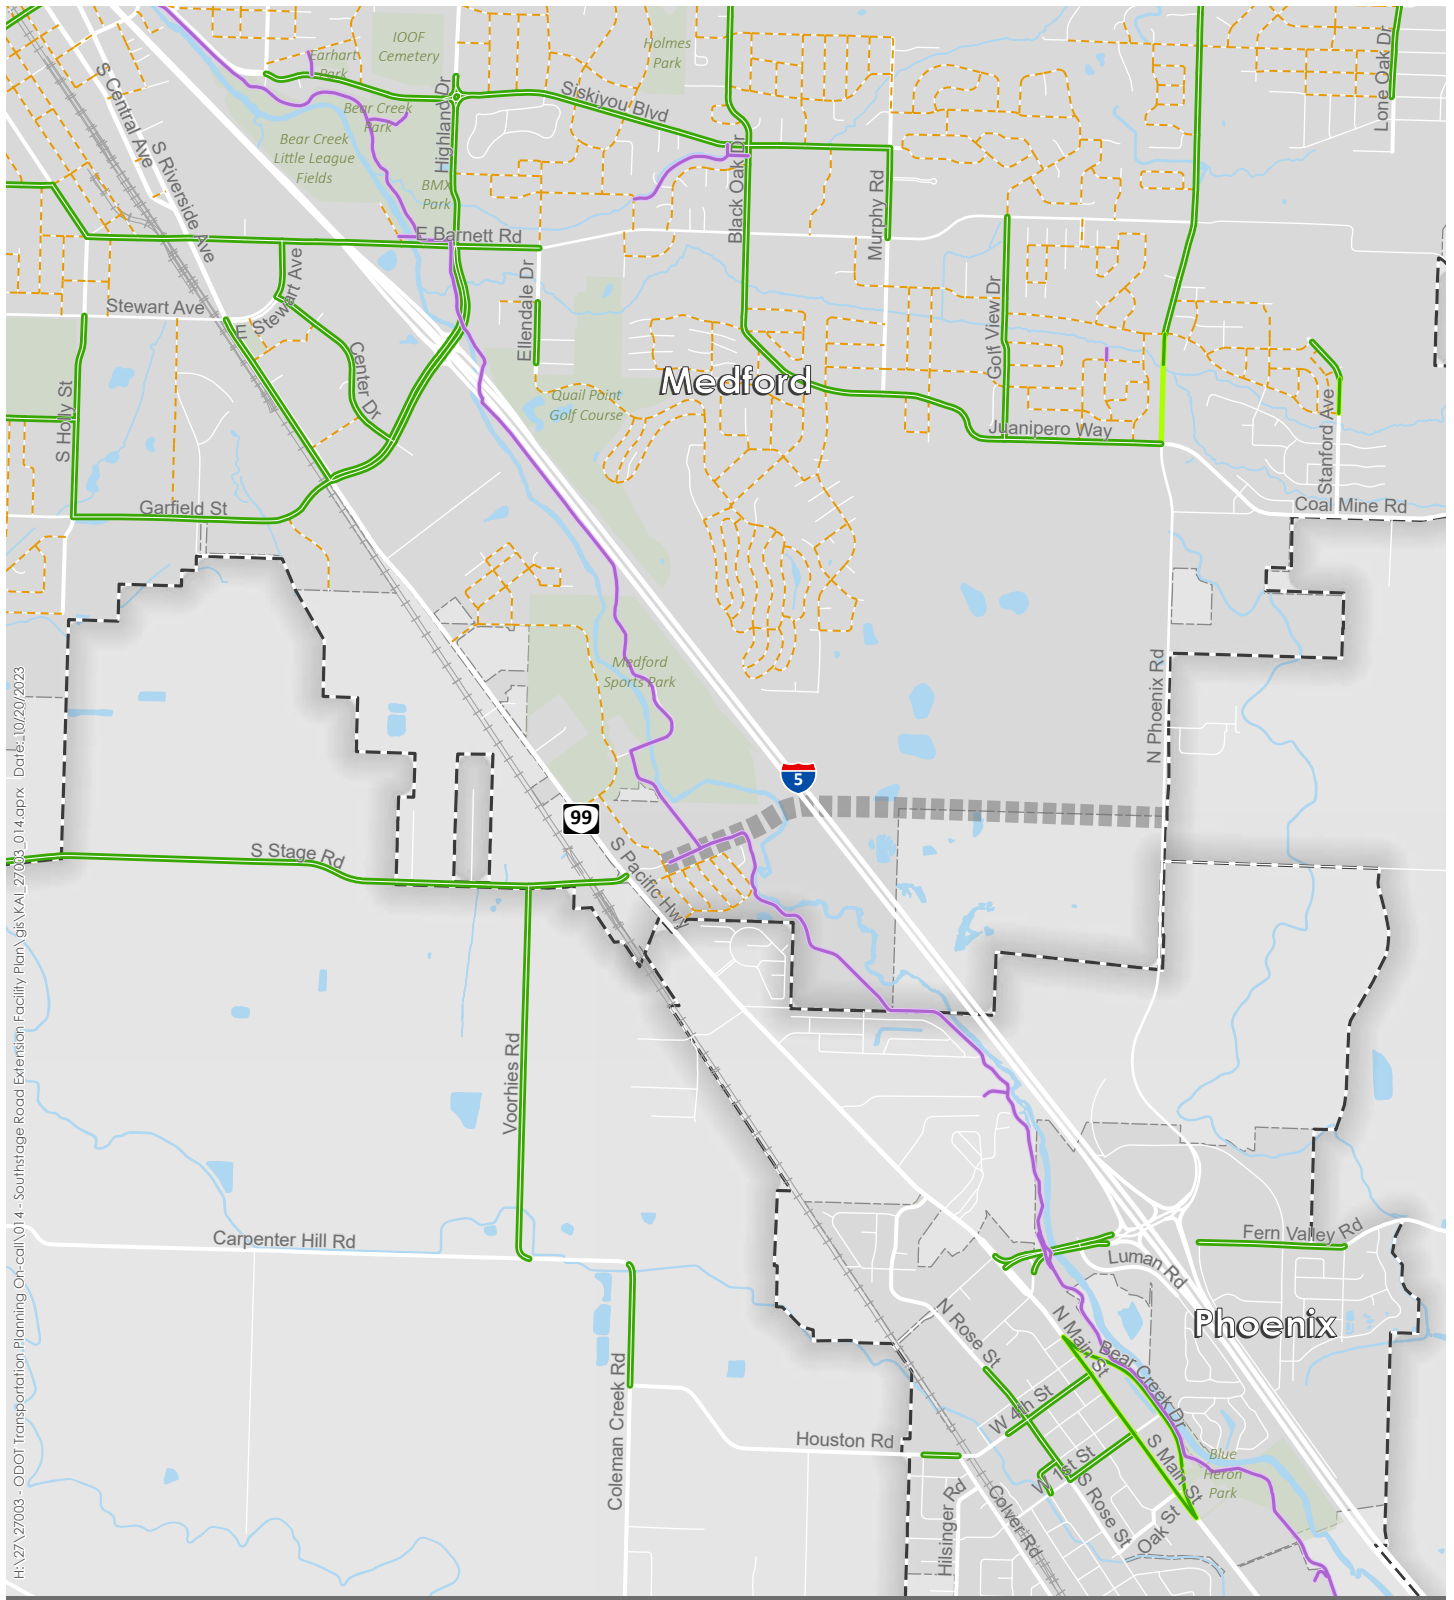 IOOF
Cemetery
Holmes
Park
Earhart
Park
Lone Oak Dr
S Central Ave
Siskiyou Blvd
Highland Dr
Bear Creek
Park
Bear Creek
Little League
Fields
S Riverside Ave
BMX
Park
Black Oak Dr
Murphy Rd
E Barnett Rd
Stewart Ave
E Stewart Ave
Ellendale Dr
Golf View Dr
Center Dr
S Holly St
Medford
Quail Point
Golf Course
Juanipero Way
Stanford Ave
Garfield St
Coal Mine Rd
Medford
Sports Park
N Phoenix Rd
5
99
S Stage Rd
S Pacific Hwy
Voorhies Rd
Carpenter Hill Rd
Fern Valley Rd
Luman Rd
Phoenix
N Rose St
N Main St
Bear Creek Dr
Coleman Creek Rd
W 4th St
Houston Rd
S Main St
W 1st St
Blue
Heron
Park
S Rose St
Hilsinger Rd
Colver Rd
Oak St
H:\27\27003 - ODOT Transportation Planning On-call\014 - Southstage Road Extension Facility Plan\gis\KAI_27003_014.aprx Date: 10/20/2023